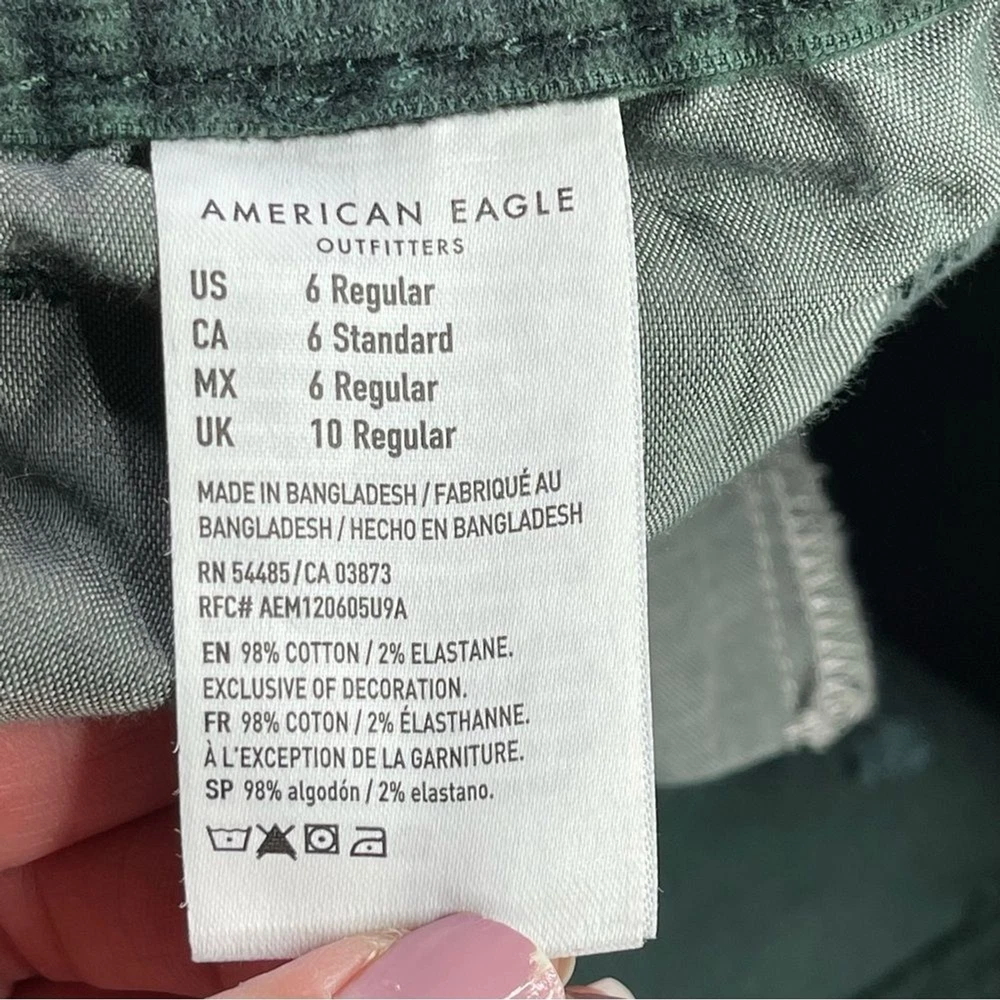 AMERICAN EAGLE
OUTFITTERS
US 6 Regular
CA 6 Standard
MX 6 Regular
UK 10 Regular
MADE IN BANGLADESH / FABRIQUÉ AU
BANGLADESH / HECHO EN BANGLADESH
RN 54485/CA 03873
RFC# AEM120605U9A
EN 98% COTTON / 2% ELASTANE.
EXCLUSIVE OF DECORATION.
FR 98% COTON / 2% ÉLASTHANNE.
À L'EXCEPTION DE LA GARNITURE.
SP 98% algodón / 2% elastano.